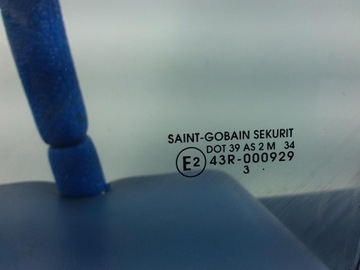 SAINT-GOBAIN SEKURIT
DOT 39 AS 2 M 34
E2 43R-000929
3 .